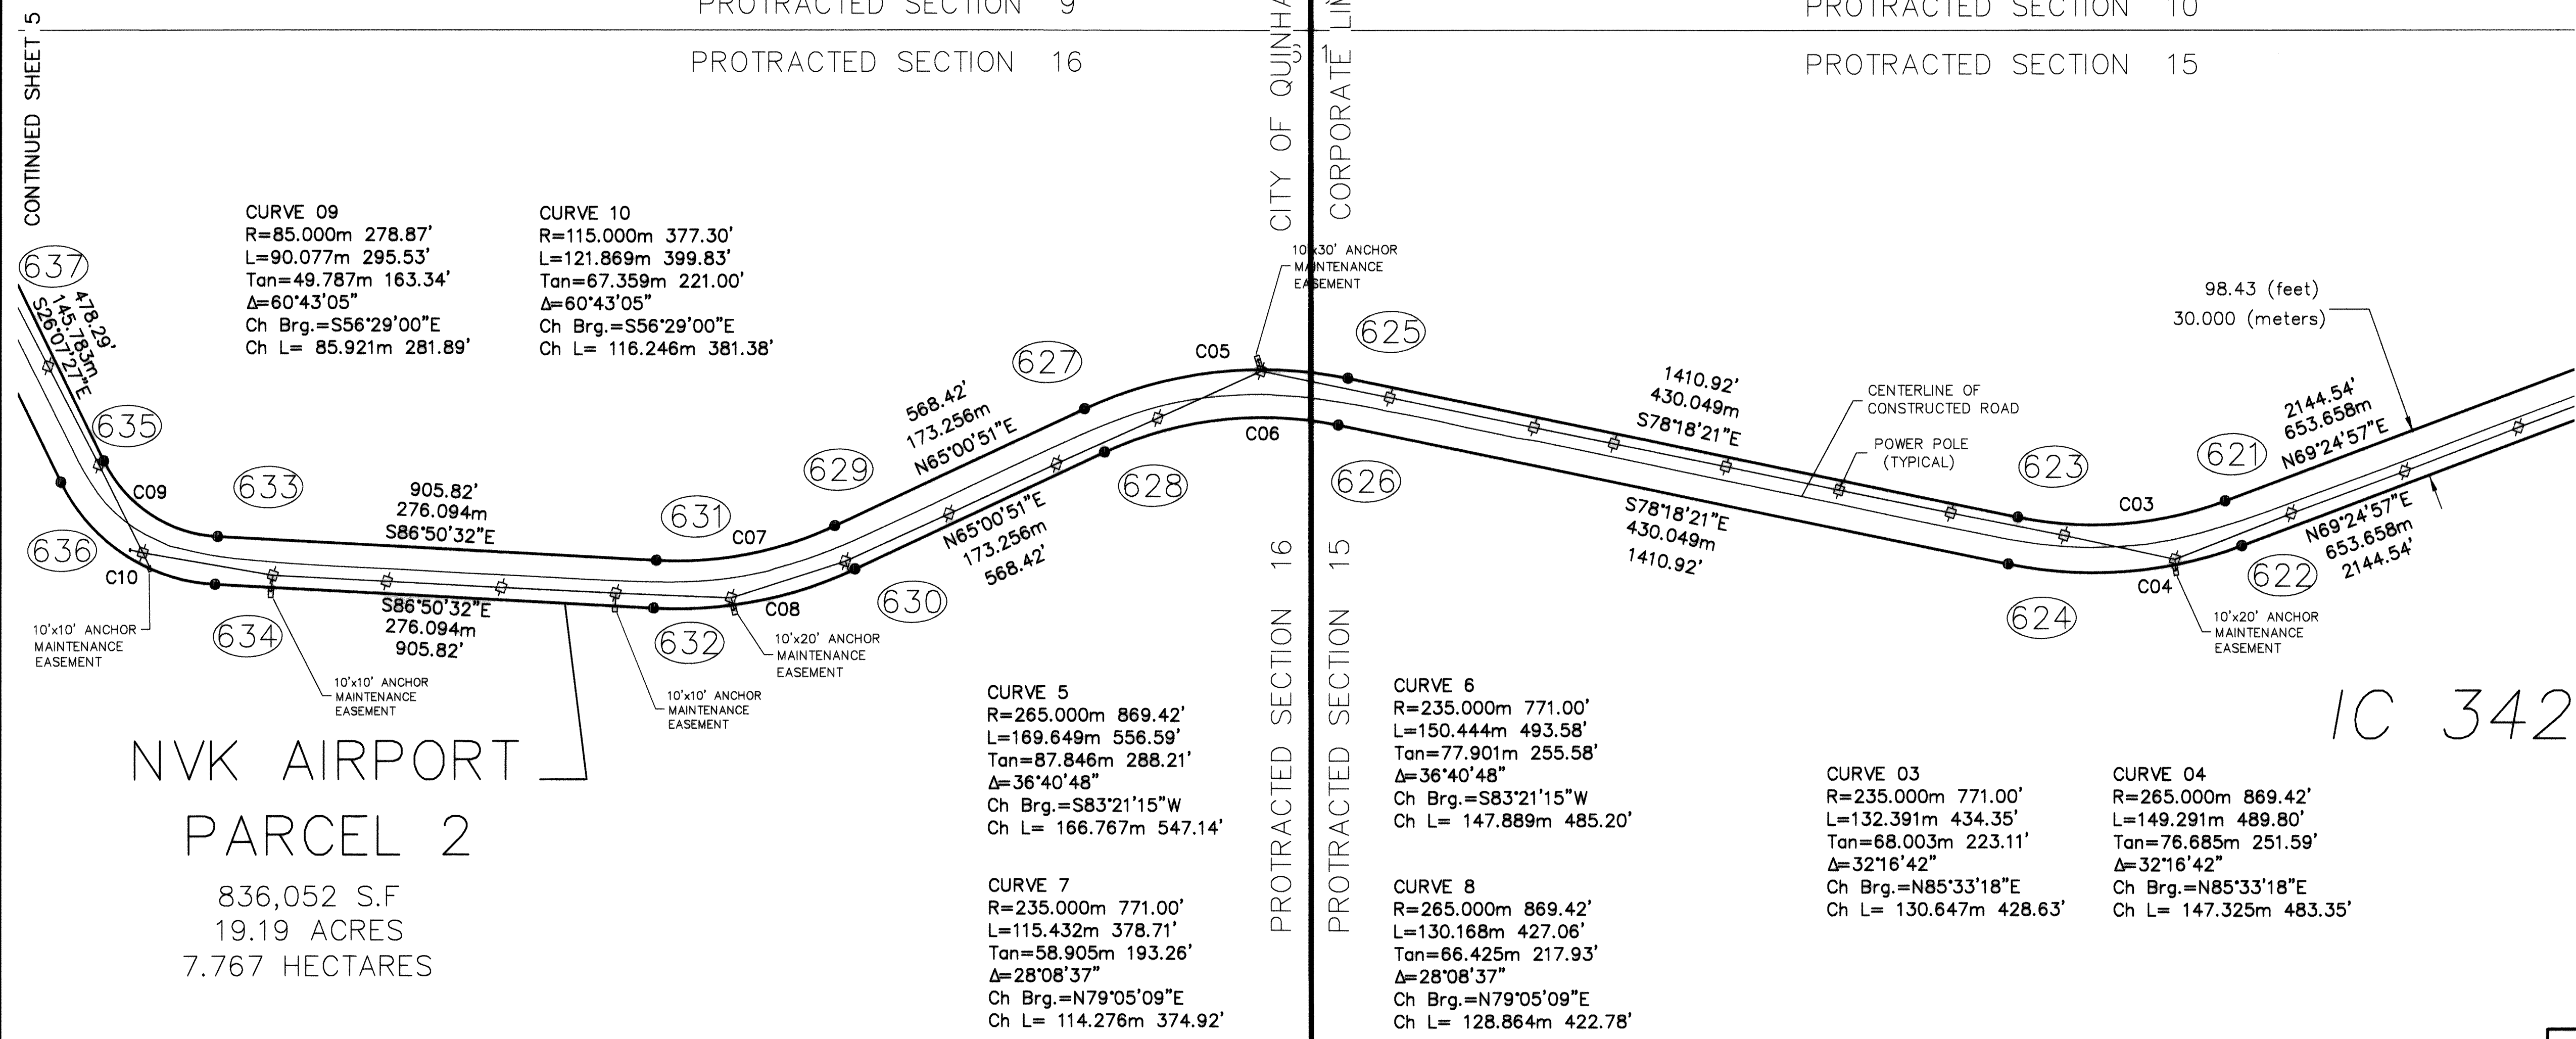 PROTRACTED SECTION 9
PROTRACTED SECTION 10
PROTRACTED SECTION 16
PROTRACTED SECTION 15
CONTINUED SHEET 5
CITY OF
CORPORATE
CURVE 09
R=85.000m 278.87'
L=90.077m 295.53'
Tan=49.787m 163.34'
Δ=60°43'05"
Ch Brg.=S56°29'00"E
Ch L= 85.921m 281.89'
CURVE 10
R=115.000m 377.30'
L=121.869m 399.83'
Tan=67.359m 221.00'
Δ=60°43'05"
Ch Brg.=S56°29'00"E
Ch L= 116.246m 381.38'
637
478.29'
145.783m
S26°07'27"E
635
C09
633
905.82'
276.094m
S86°50'32"E
631
C07
629
568.42'
173.256m
N65°00'51"E
627
C05
10'x30' ANCHOR
MAINTENANCE
EASEMENT
625
1410.92'
430.049m
S78°18'21"E
CENTERLINE OF
CONSTRUCTED ROAD
POWER POLE
(TYPICAL)
98.43 (feet)
30.000 (meters)
623
C03
621
2144.54'
653.658m
N69°24'57"E
636
C10
10'x10' ANCHOR
MAINTENANCE
EASEMENT
634
S86°50'32"E
276.094m
905.82'
10'x10' ANCHOR
MAINTENANCE
EASEMENT
10'x10' ANCHOR
MAINTENANCE
EASEMENT
632
C08
10'x20' ANCHOR
MAINTENANCE
EASEMENT
630
N65°00'51"E
173.256m
568.42'
628
C06
626
S78°18'21"E
430.049m
1410.92'
624
C04
622
N69°24'57"E
653.658m
2144.54'
10'x20' ANCHOR
MAINTENANCE
EASEMENT
PROTRACTED SECTION 16
PROTRACTED SECTION 15
IC 342
NVK AIRPORT
PARCEL 2
836,052 S.F
19.19 ACRES
7.767 HECTARES
CURVE 5
R=265.000m 869.42'
L=169.649m 556.59'
Tan=87.846m 288.21'
Δ=36°40'48"
Ch Brg.=S83°21'15"W
Ch L= 166.767m 547.14'
CURVE 6
R=235.000m 771.00'
L=150.444m 493.58'
Tan=77.901m 255.58'
Δ=36°40'48"
Ch Brg.=S83°21'15"W
Ch L= 147.889m 485.20'
CURVE 03
R=235.000m 771.00'
L=132.391m 434.35'
Tan=68.003m 223.11'
Δ=32°16'42"
Ch Brg.=N85°33'18"E
Ch L= 130.647m 428.63'
CURVE 04
R=265.000m 869.42'
L=149.291m 489.80'
Tan=76.685m 251.59'
Δ=32°16'42"
Ch Brg.=N85°33'18"E
Ch L= 147.325m 483.35'
CURVE 7
R=235.000m 771.00'
L=115.432m 378.71'
Tan=58.905m 193.26'
Δ=28°08'37"
Ch Brg.=N79°05'09"E
Ch L= 114.276m 374.92'
CURVE 8
R=265.000m 869.42'
L=130.168m 427.06'
Tan=66.425m 217.93'
Δ=28°08'37"
Ch Brg.=N79°05'09"E
Ch L= 128.864m 422.78'